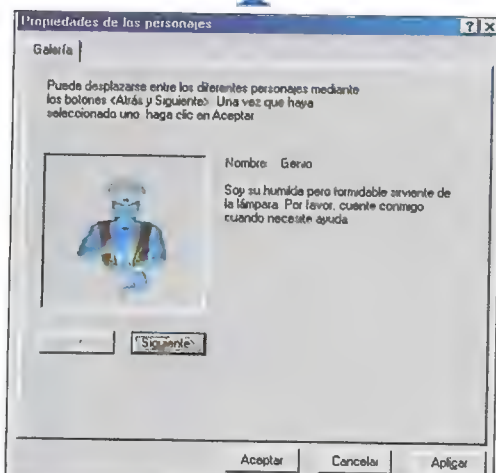 Propiedades de los personajes
Galería
Puede desplazarse entre los diferentes personajes mediante
los botones <Atrás y Siguiente> Una vez que haya
seleccionado uno haga clic en Aceptar
Nombre: Genio
Soy su humilde pero formidable sirviente de
la lámpara. Por favor, cuente conmigo
cuando necesite ayuda
Siguiente>
Aceptar
Cancelar
Aplicar